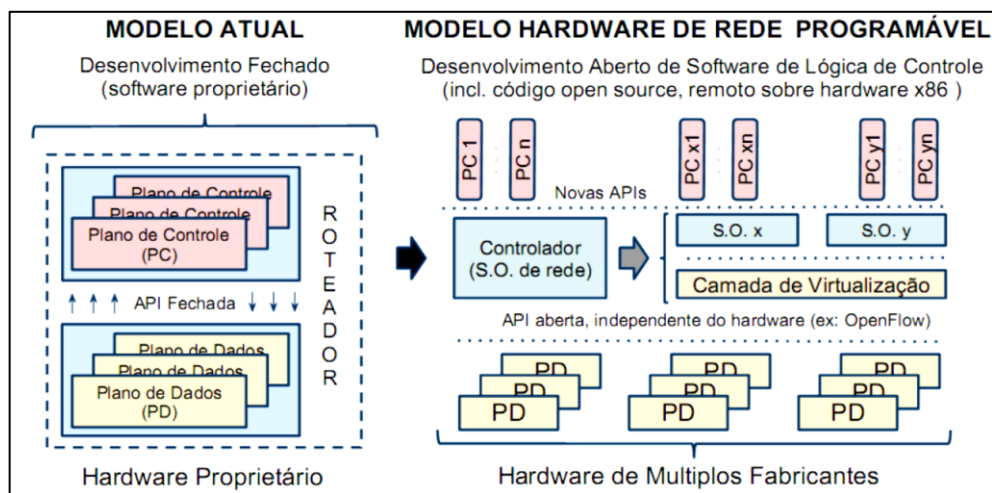 MODELO ATUAL
Desenvolvimento Fechado
(software proprietário)
Plano de Controle
Plano de Controle
Plano de Controle
(PC)
API Fechada
Plano de Dados
Plano de Dados
Plano de Dados
(PD)
ROTEADOR
Hardware Proprietário
MODELO HARDWARE DE REDE PROGRAMÁVEL
Desenvolvimento Aberto de Software de Lógica de Controle
(incl. código open source, remoto sobre hardware x86 )
PC 1
PC n
PC x1
PC xn
PC y1
PC yn
Novas APIs
Controlador
(S.O. de rede)
S.O. x
S.O. y
Camada de Virtualização
API aberta, independente do hardware (ex: OpenFlow)
PD
PD
PD
PD
PD
PD
PD
PD
PD
Hardware de Multiplos Fabricantes